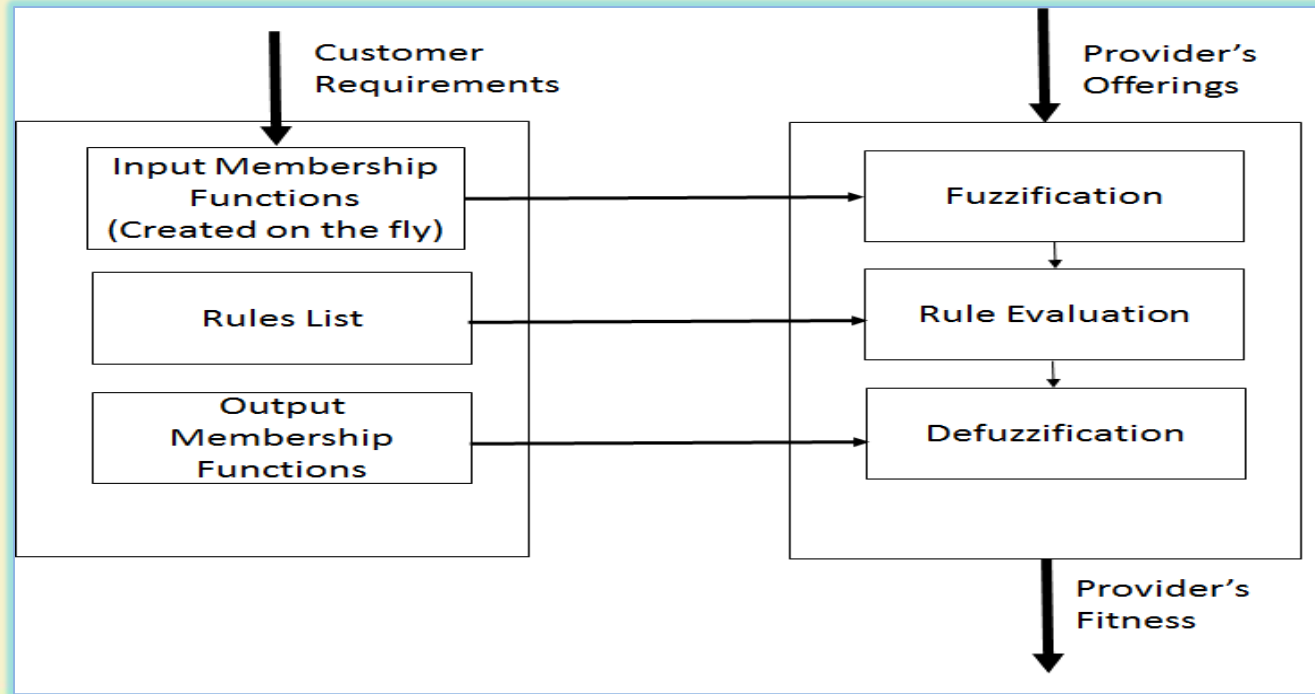 Customer
Requirements
Provider's
Offerings
Input Membership
Functions
(Created on the fly)
Fuzzification
Rules List
Rule Evaluation
Output
Membership
Functions
Defuzzification
Provider's
Fitness